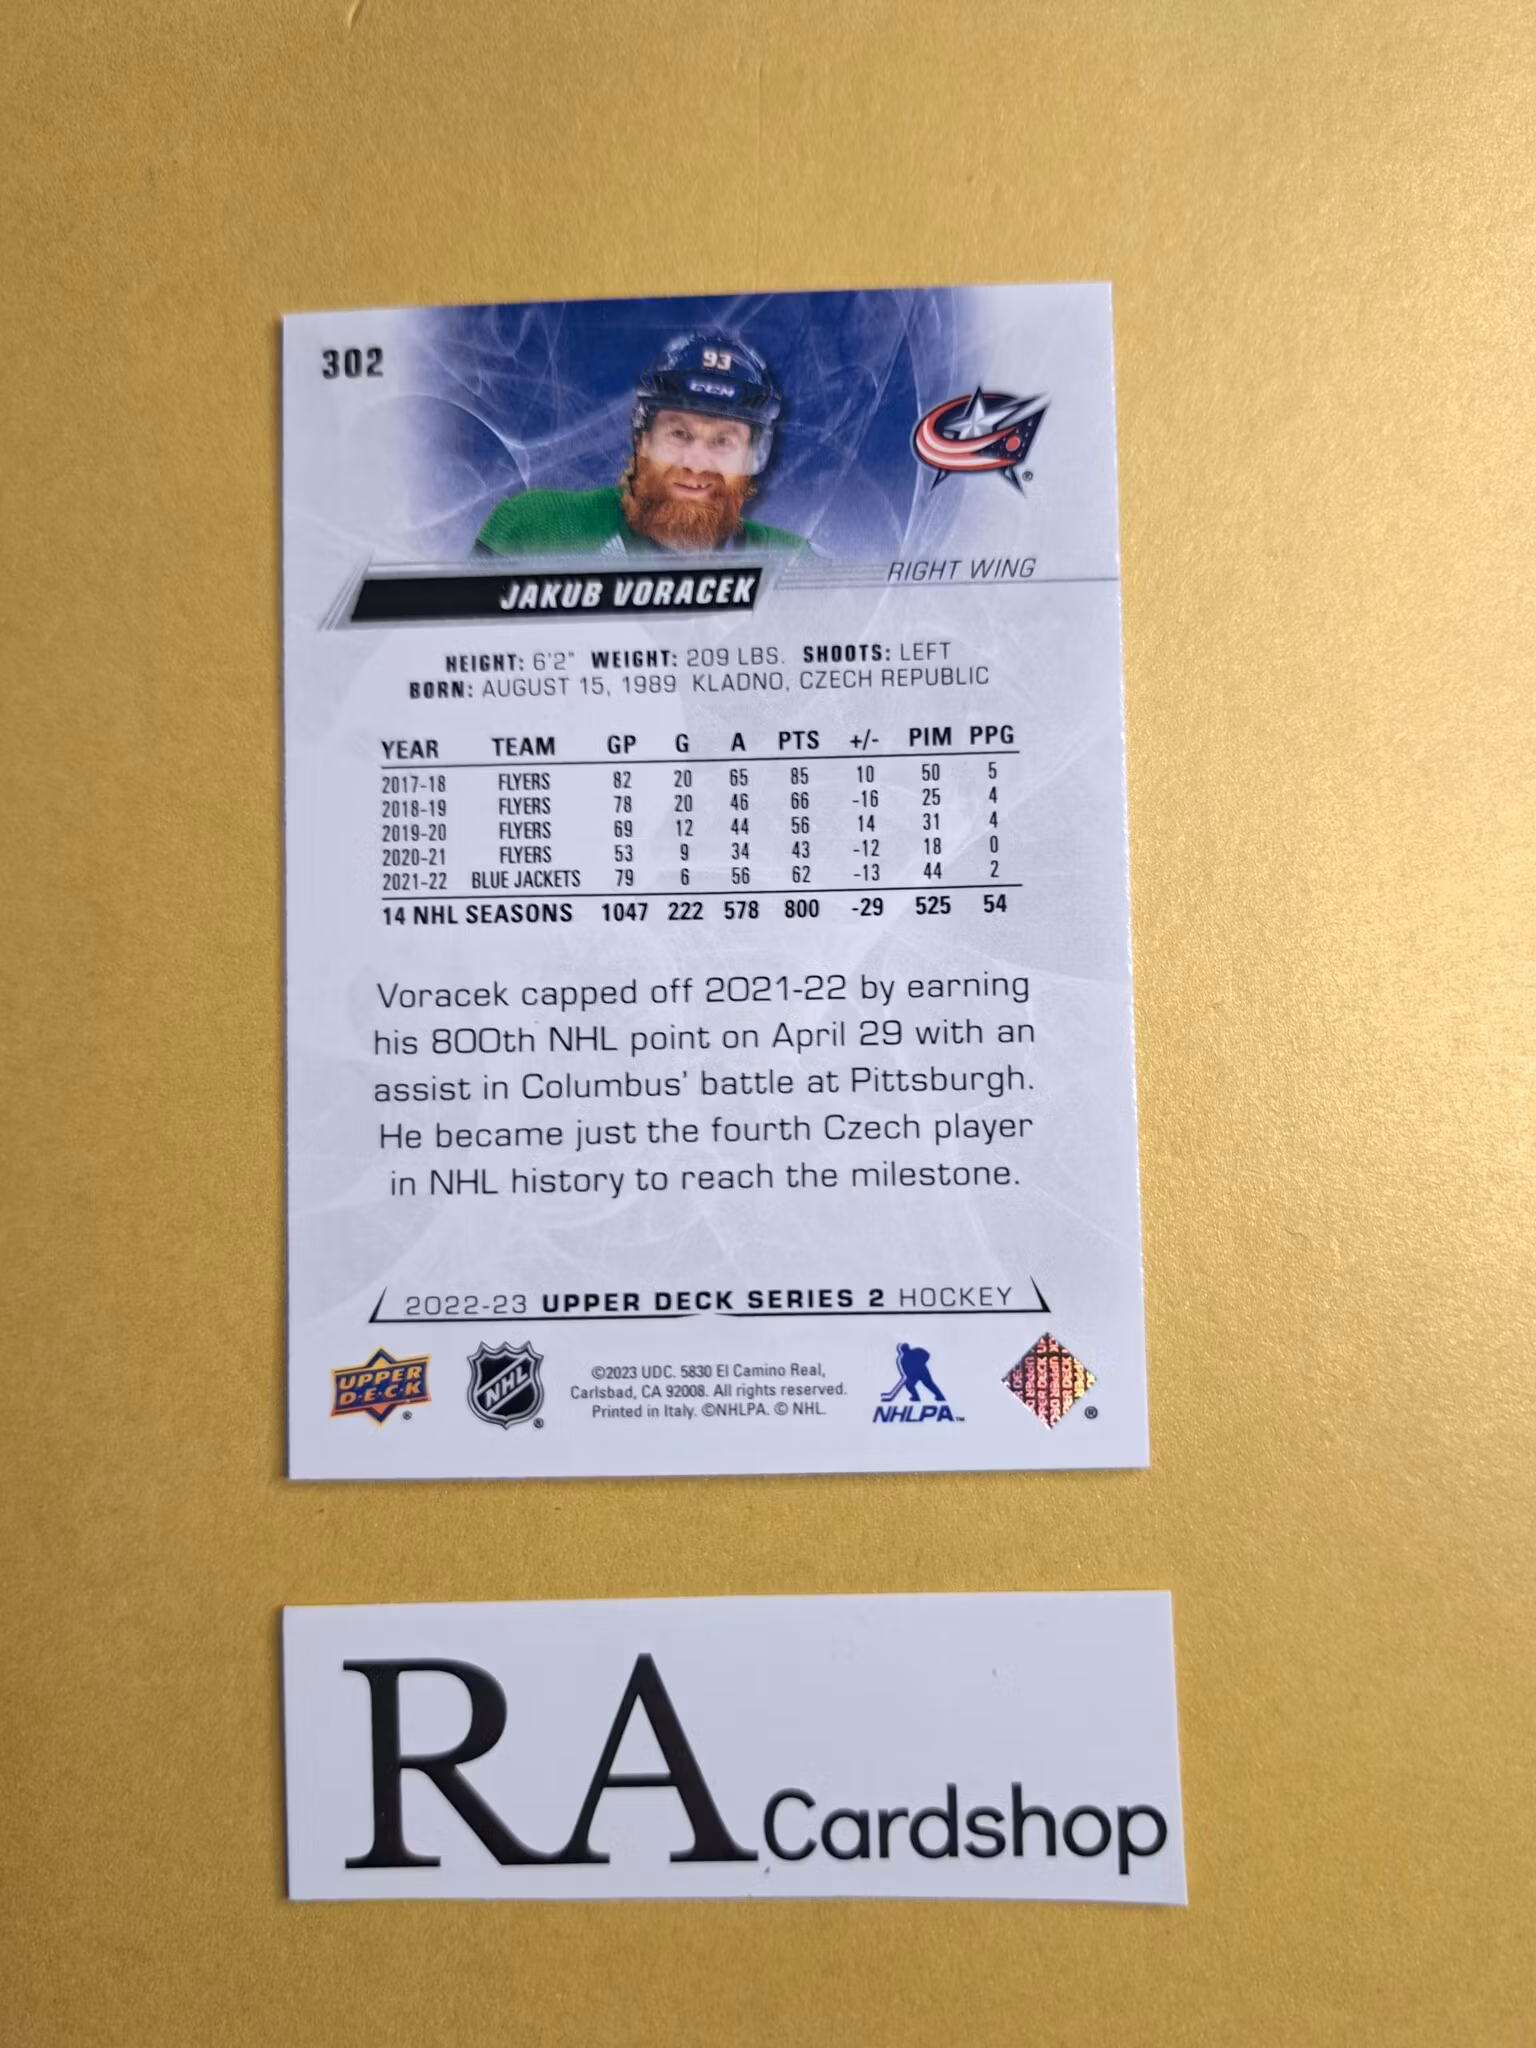 302
93
CCM
®
RIGHT WING
JAKUB VORACEK
HEIGHT: 6'2" WEIGHT: 209 LBS. SHOOTS: LEFT
BORN: AUGUST 15, 1989 KLADNO, CZECH REPUBLIC
YEAR TEAM GP G A PTS +/- PIM PPG
2017-18 FLYERS 82 20 65 85 10 50 5
2018-19 FLYERS 78 20 46 66 -16 25 4
2019-20 FLYERS 69 12 44 56 14 31 4
2020-21 FLYERS 53 9 34 43 -12 18 0
2021-22 BLUE JACKETS 79 6 56 62 -13 44 2
14 NHL SEASONS 1047 222 578 800 -29 525 54
Voracek capped off 2021-22 by earning
his 800th NHL point on April 29 with an
assist in Columbus' battle at Pittsburgh.
He became just the fourth Czech player
in NHL history to reach the milestone.
2022-23 UPPER DECK SERIES 2 HOCKEY
UPPER
D·E·C·K ®
NHL ®
©2023 UDC. 5830 El Camino Real,
Carlsbad, CA 92008. All rights reserved.
Printed in Italy. ©NHLPA. © NHL.
NHLPA™
UPPER DECK ®
RA Cardshop